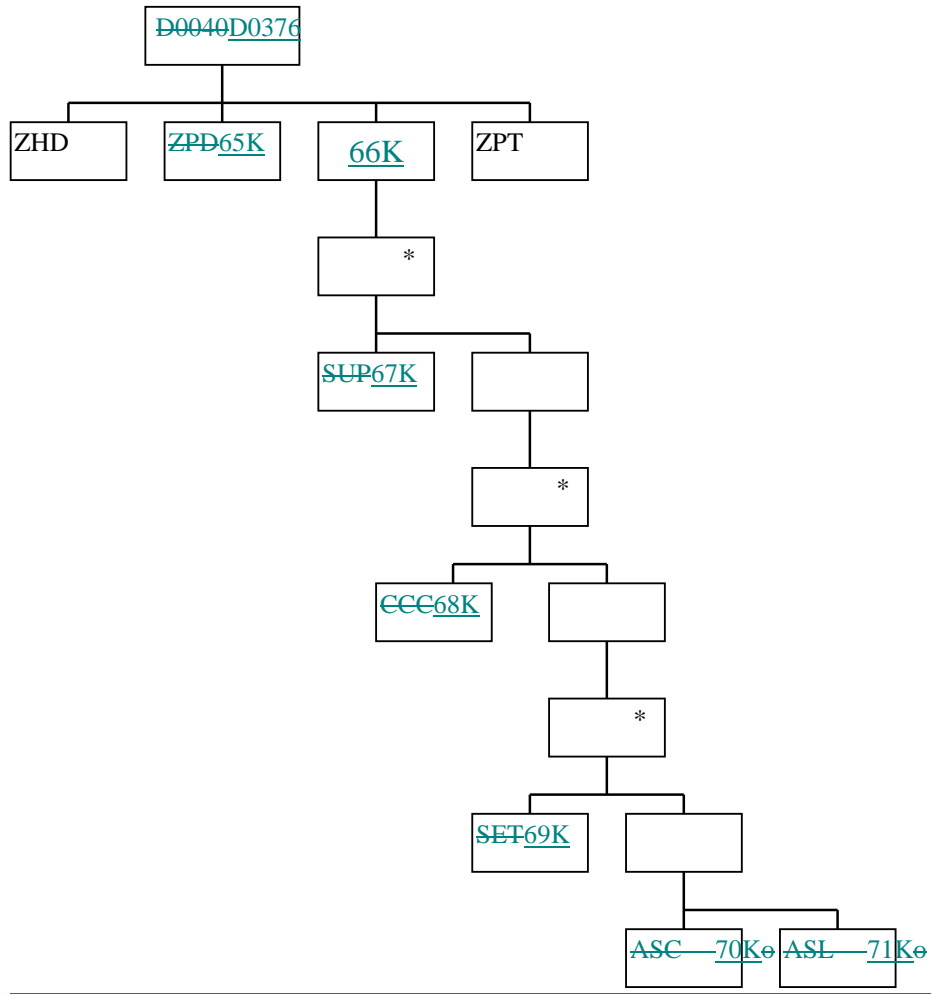 D0040D0376
ZHD
ZPD65K
66K
ZPT
*
SUP67K
*
CCC68K
*
SET69K
ASC 70Ko
ASL 71Ko